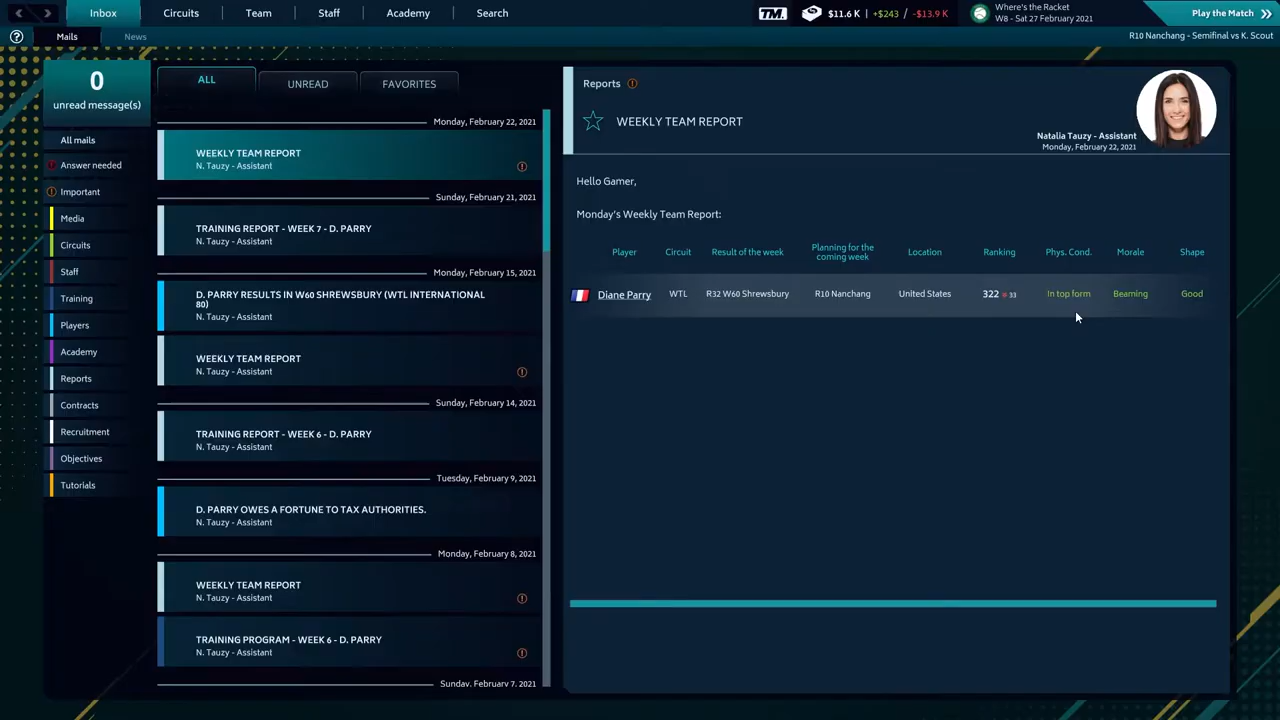 Inbox
Circuits
Team
Staff
Academy
Search
TM.
$11.6 K | +$243 / -$13.9 K
Where's the Racket
W8 - Sat 27 February 2021
Play the Match
Mails
News
R10 Nanchang - Semifinal vs K. Scout
0
unread message(s)
All mails
Answer needed
Important
Media
Circuits
Staff
Training
Players
Academy
Reports
Contracts
Recruitment
Objectives
Tutorials
ALL
UNREAD
FAVORITES
Monday, February 22, 2021
WEEKLY TEAM REPORT
N. Tauzy - Assistant
Sunday, February 21, 2021
TRAINING REPORT - WEEK 7 - D. PARRY
N. Tauzy - Assistant
Monday, February 15, 2021
D. PARRY RESULTS IN W60 SHREWSBURY (WTL INTERNATIONAL
80)
N. Tauzy - Assistant
WEEKLY TEAM REPORT
N. Tauzy - Assistant
Sunday, February 14, 2021
TRAINING REPORT - WEEK 6 - D. PARRY
N. Tauzy - Assistant
Tuesday, February 9, 2021
D. PARRY OWES A FORTUNE TO TAX AUTHORITIES.
N. Tauzy - Assistant
Monday, February 8, 2021
WEEKLY TEAM REPORT
N. Tauzy - Assistant
TRAINING PROGRAM - WEEK 6 - D. PARRY
N. Tauzy - Assistant
Sunday, February 7, 2021
Reports
WEEKLY TEAM REPORT
Natalia Tauzy - Assistant
Monday, February 22, 2021
Hello Gamer,
Monday's Weekly Team Report:
Player Circuit Result of the week Planning for the coming week Location Ranking Phys. Cond. Morale Shape
Diane Parry WTL R32 W60 Shrewsbury R10 Nanchang United States 322 33 In top form Beaming Good